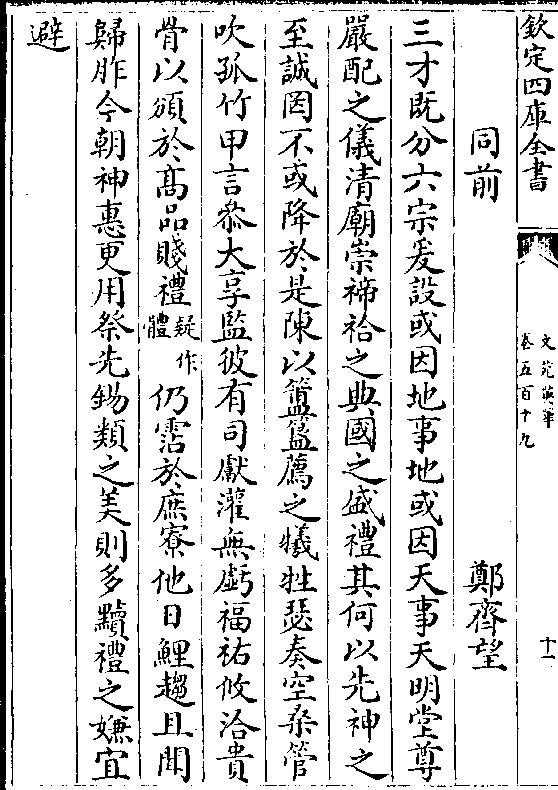 欽定四庫全書
文苑英華
卷五百十九
十一
同前
鄭齊望
三才既分六宗爰設或因地事地或因天事天明堂尊
嚴配之儀清廟崇禘祫之典國之盛禮其何以先神之
至誠罔不或降於是陳以簠簋薦之犧牲瑟奏空桑管
吹孤竹甲言叅大享監彼有司獻灌無虧福祐攸洽貴
骨以頒於髙品賤禮疑作體仍霑於庶寮他日鯉趨且聞
歸胙今朝神惠更用祭先錫類之美則多黷禮之嫌宜
避